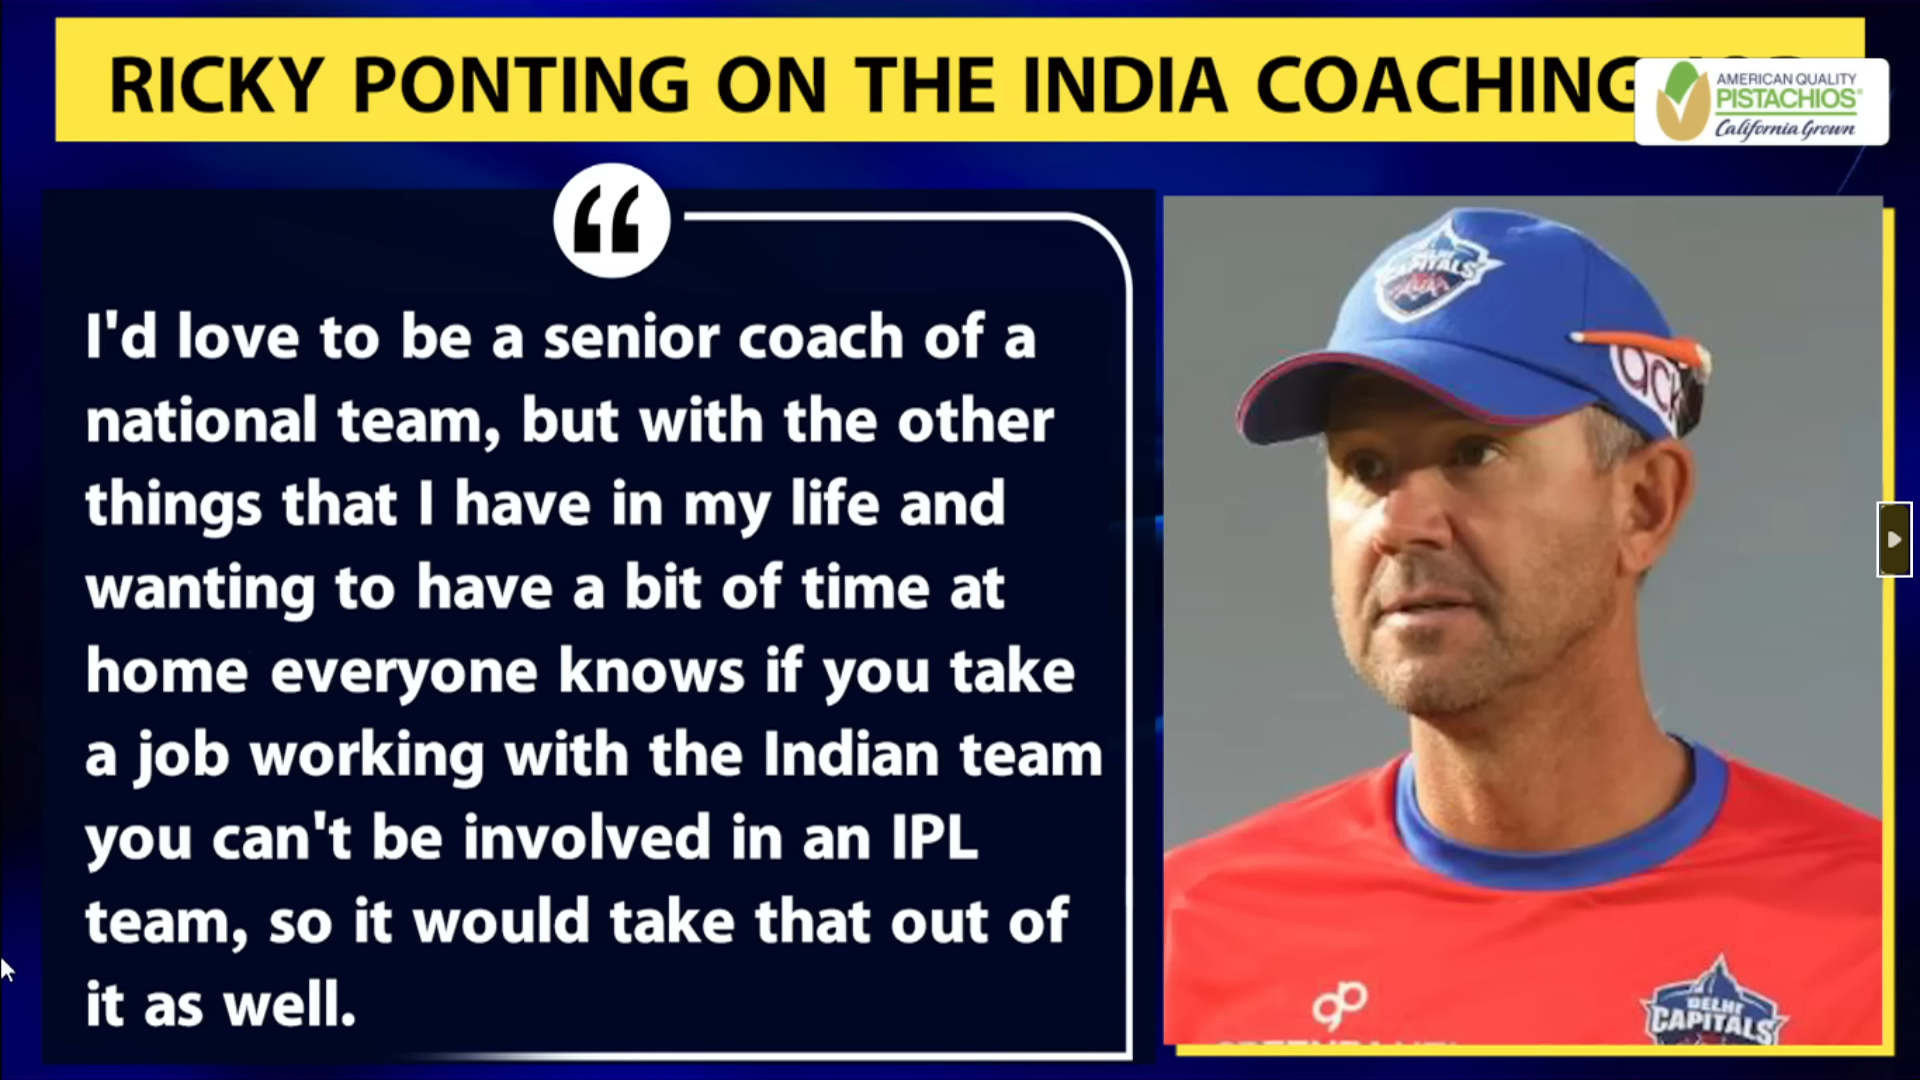 RICKY PONTING ON THE INDIA COACHING
AMERICAN QUALITY
PISTACHIOS®
California Grown
I'd love to be a senior coach of a
national team, but with the other
things that I have in my life and
wanting to have a bit of time at
home everyone knows if you take
a job working with the Indian team
you can't be involved in an IPL
team, so it would take that out of
it as well.
DELHI
CAPITALS
DELHI
CAPITALS